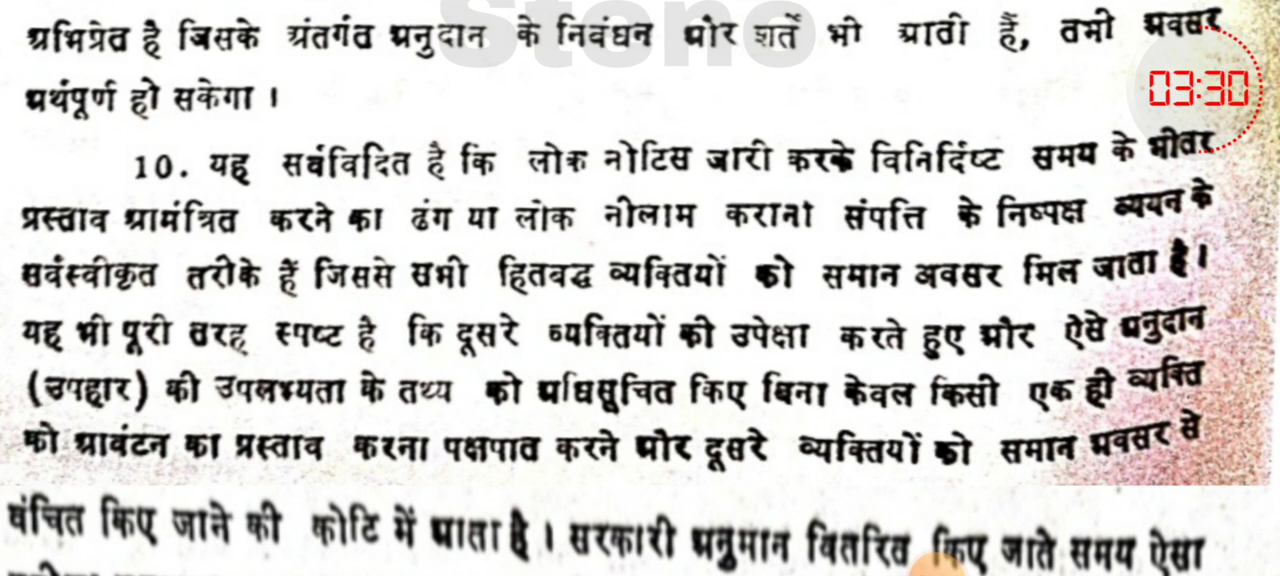 Steno
अभिप्रेत है जिसके अंतर्गत अनुदान के निबंधन और शर्तें भी आती हैं, तभी अवसर
03:30
अर्थपूर्ण हो सकेगा ।
10. यह सर्वविदित है कि लोक नोटिस जारी करके विनिर्दिष्ट समय के भीतर
प्रस्ताव आमंत्रित करने का ढंग या लोक नीलाम कराना संपत्ति के निष्पक्ष व्ययन के
सर्वस्वीकृत तरीके हैं जिससे सभी हितबद्ध व्यक्तियों को समान अवसर मिल जाता है ।
यह भी पूरी तरह स्पष्ट है कि दूसरे व्यक्तियों की उपेक्षा करते हुए और ऐसे अनुदान
(उपहार) की उपलभ्यता के तथ्य को अधिसूचित किए बिना केवल किसी एक ही व्यक्ति
को आवंटन का प्रस्ताव करना पक्षपात करने और दूसरे व्यक्तियों को समान अवसर से
वंचित किए जाने की कोटि में आता है । सरकारी अनुमान वितरित किए जाते समय ऐसा